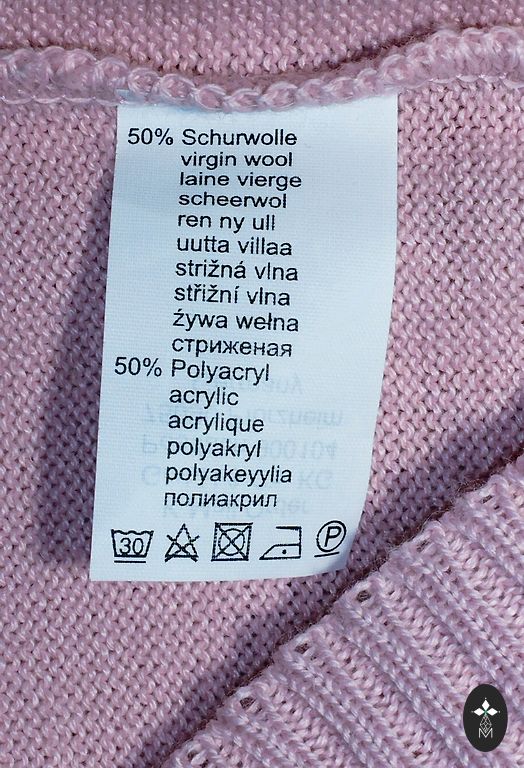 50% Schurwolle
virgin wool
laine vierge
scheerwol
ren ny ull
uutta villaa
strižná vlna
střižní vlna
żywa wełna
стриженая
50% Polyacryl
acrylic
acrylique
polyakryl
polyakeyylia
полиакрил
30 P
M